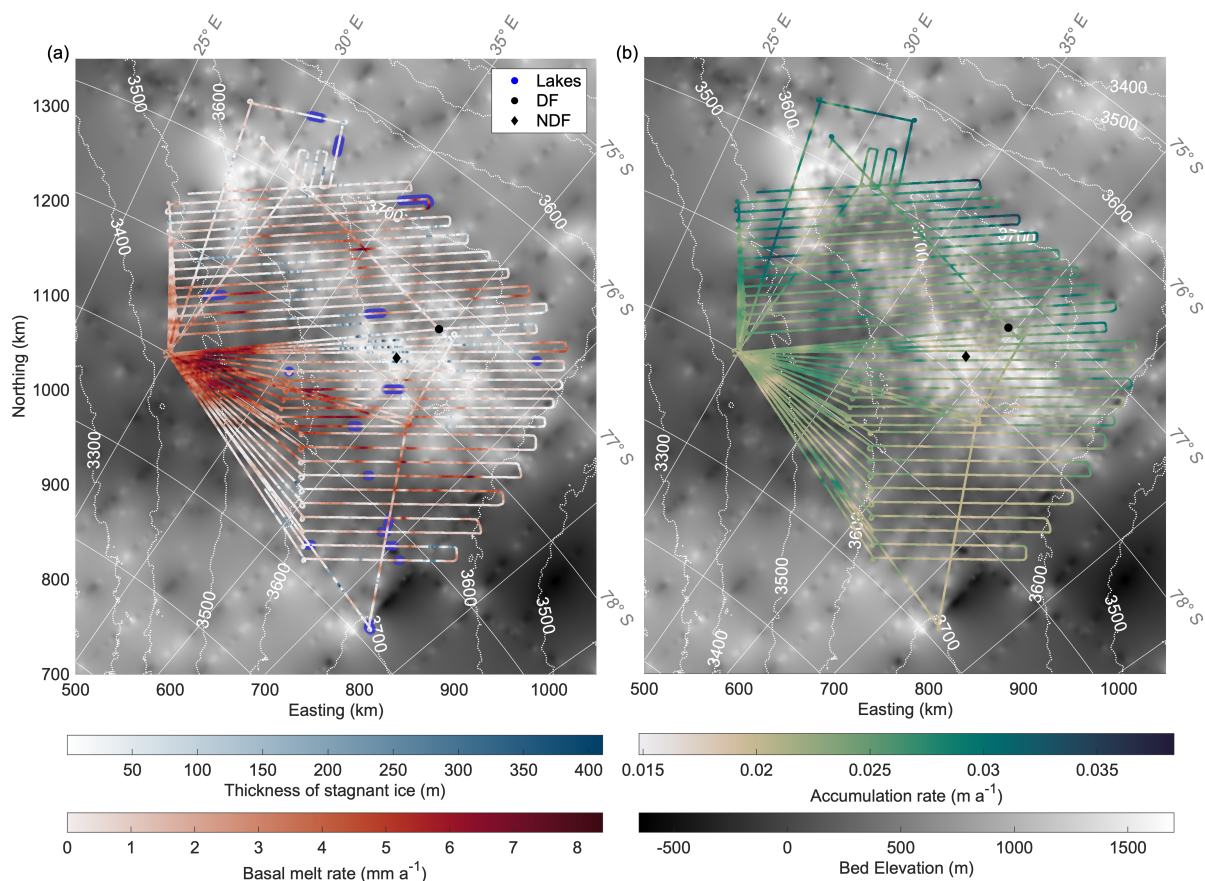 (a)
25° E
30° E
35° E
Lakes
DF
NDF
3500
3600
3400
3700
3300
3600
3500
3600
3500
3700
75° S
3600
76° S
77° S
78° S
1300
1200
1100
1000
900
800
700
Northing (km)
500
600
700
800
900
1000
Easting (km)
50
100
150
200
250
300
350
400
Thickness of stagnant ice (m)
0
1
2
3
4
5
6
7
8
Basal melt rate (mm a⁻¹)
(b)
25° E
30° E
35° E
3500
3600
3400
3500
3600
3400
3700
3700
3300
3600
3500
3400
3600
3500
3700
75° S
76° S
77° S
78° S
500
600
700
800
900
1000
Easting (km)
0.015
0.02
0.025
0.03
0.035
Accumulation rate (m a⁻¹)
-500
0
500
1000
1500
Bed Elevation (m)